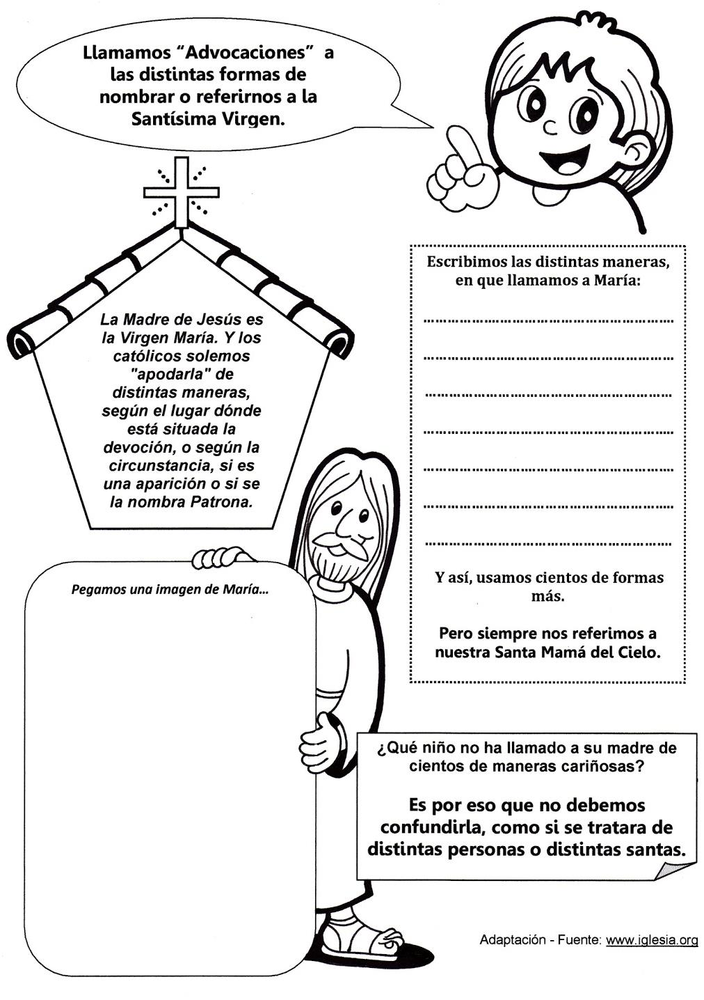 Llamamos “Advocaciones” a
las distintas formas de
nombrar o referirnos a la
Santísima Virgen.
La Madre de Jesús es
la Virgen María. Y los
católicos solemos
"apodarla" de
distintas maneras,
según el lugar dónde
está situada la
devoción, o según la
circunstancia, si es
una aparición o si se
la nombra Patrona.
Escribimos las distintas maneras,
en que llamamos a María:
Y así, usamos cientos de formas
más.
Pero siempre nos referimos a
nuestra Santa Mamá del Cielo.
Pegamos una imagen de María...
¿Qué niño no ha llamado a su madre de
cientos de maneras cariñosas?
Es por eso que no debemos
confundirla, como si se tratara de
distintas personas o distintas santas.
Adaptación - Fuente: www.iglesia.org